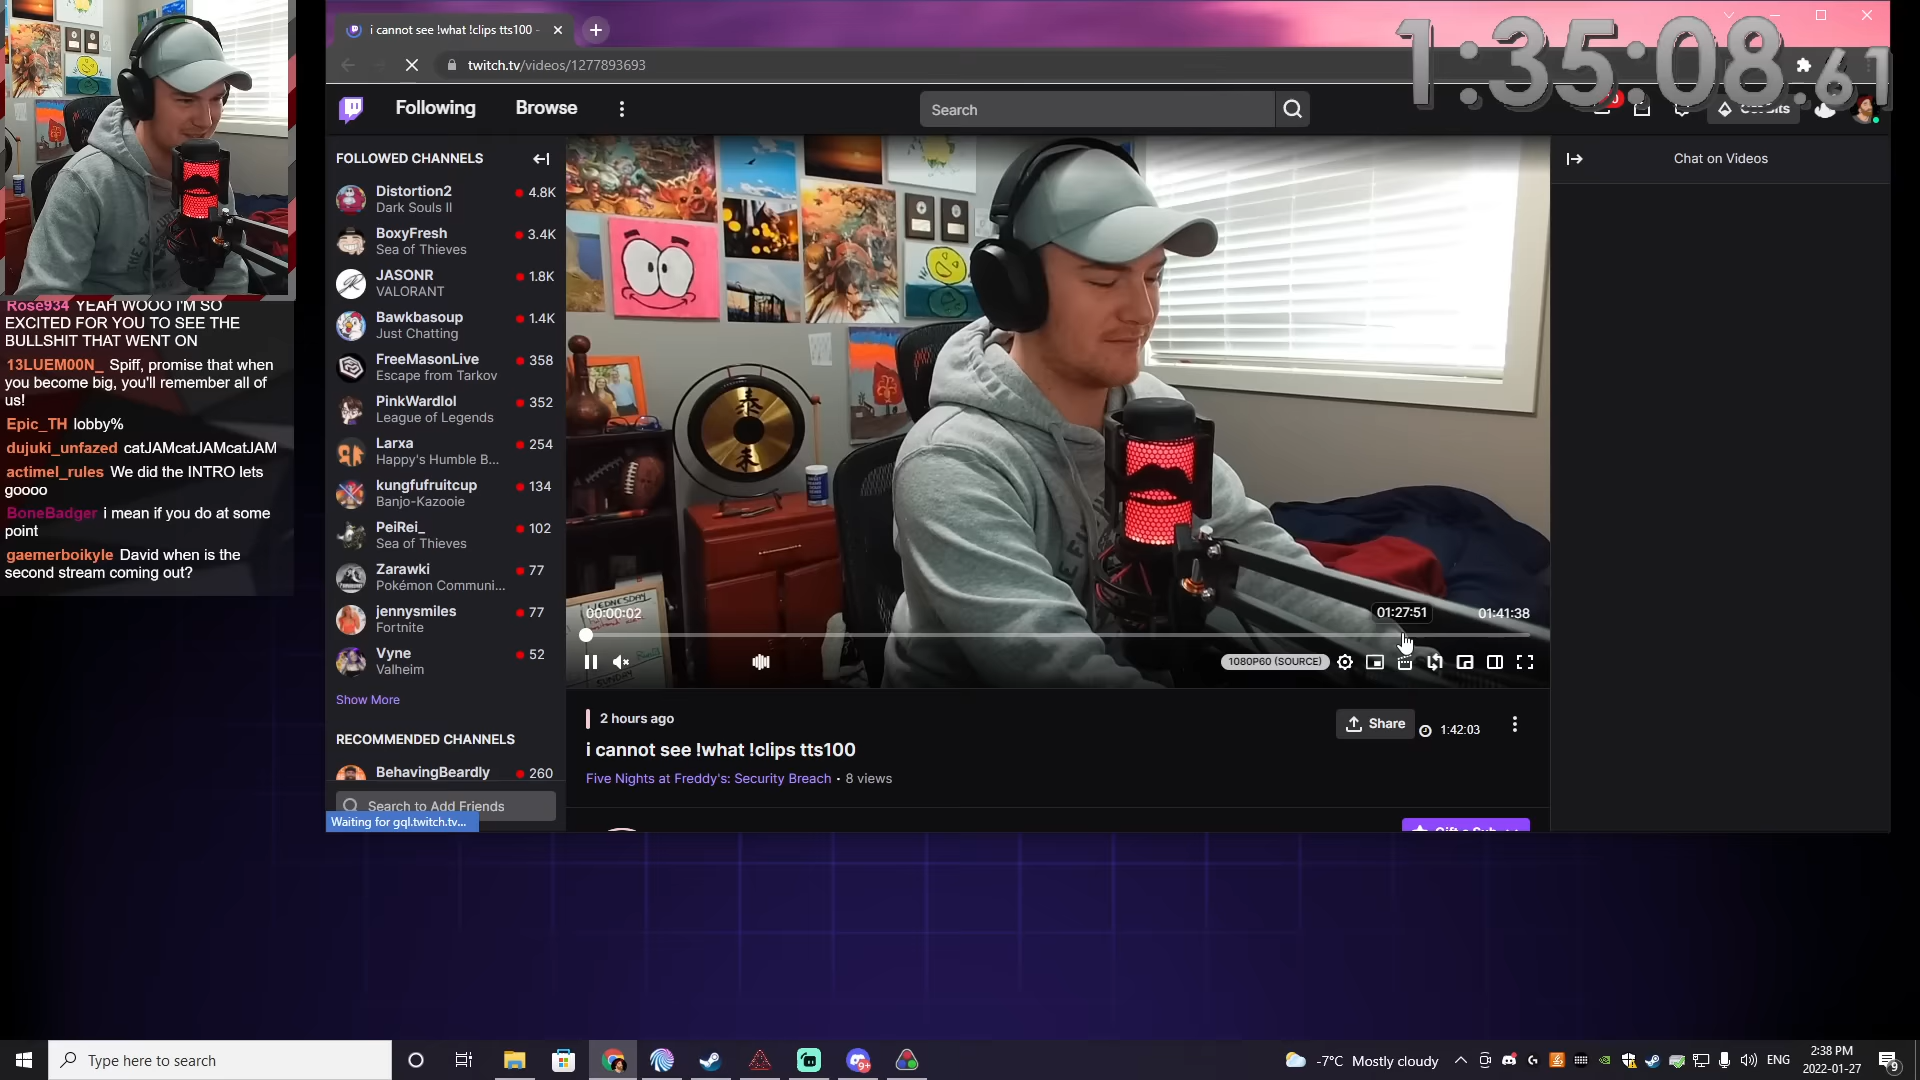 i cannot see !what !clips tts100 -
twitch.tv/videos/1277893693
1:35:08.61
Following
Browse
Search
FOLLOWED CHANNELS
Distortion2
4.8K
Dark Souls II
BoxyFresh
3.4K
Sea of Thieves
JASONR
1.8K
VALORANT
Bawkbasoup
1.4K
Just Chatting
FreeMasonLive
358
Escape from Tarkov
PinkWardlol
352
League of Legends
Larxa
254
Happy's Humble B...
kungfufruitcup
134
Banjo-Kazooie
PeiRei_
102
Sea of Thieves
Zarawki
77
Pokémon Communi...
jennysmiles
77
Fortnite
Vyne
52
Valheim
Show More
RECOMMENDED CHANNELS
BehavingBeardly
260
Search to Add Friends
Waiting for gql.twitch.tv...
Chat on Videos
Rose934 YEAH WOOO I'M SO
EXCITED FOR YOU TO SEE THE
BULLSHIT THAT WENT ON
13LUEM00N_ Spiff, promise that when
you become big, you'll remember all of
us!
Epic_TH lobby%
dujuki_unfazed catJAMcatJAMcatJAM
actimel_rules We did the INTRO lets
goooo
BoneBadger i mean if you do at some
point
gaemerboikyle David when is the
second stream coming out?
WEDNESDAY
SUNDAY
00:00:02
01:27:51
01:41:38
1080P60 (SOURCE)
2 hours ago
Share
1:42:03
i cannot see !what !clips tts100
Five Nights at Freddy's: Security Breach • 8 views
Type here to search
9+
-7°C Mostly cloudy
ENG
2:38 PM
2022-01-27
9